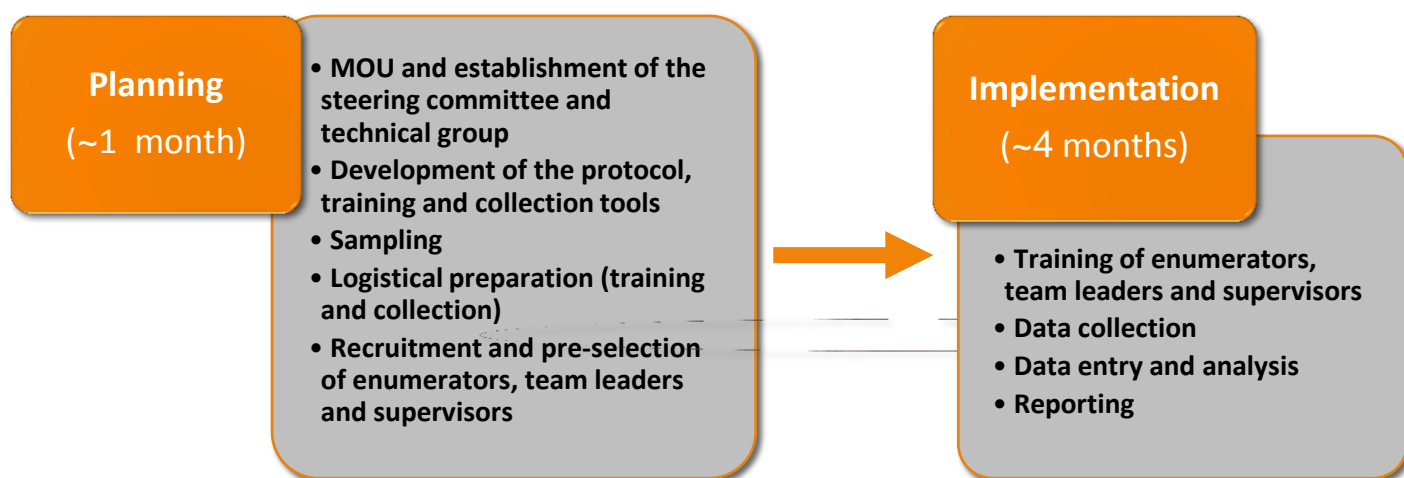 Planning
(~1 month)
• MOU and establishment of the
steering committee and
technical group
• Development of the protocol,
training and collection tools
• Sampling
• Logistical preparation (training
and collection)
• Recruitment and pre-selection
of enumerators, team leaders
and supervisors
Implementation
(~4 months)
• Training of enumerators,
team leaders and supervisors
• Data collection
• Data entry and analysis
• Reporting